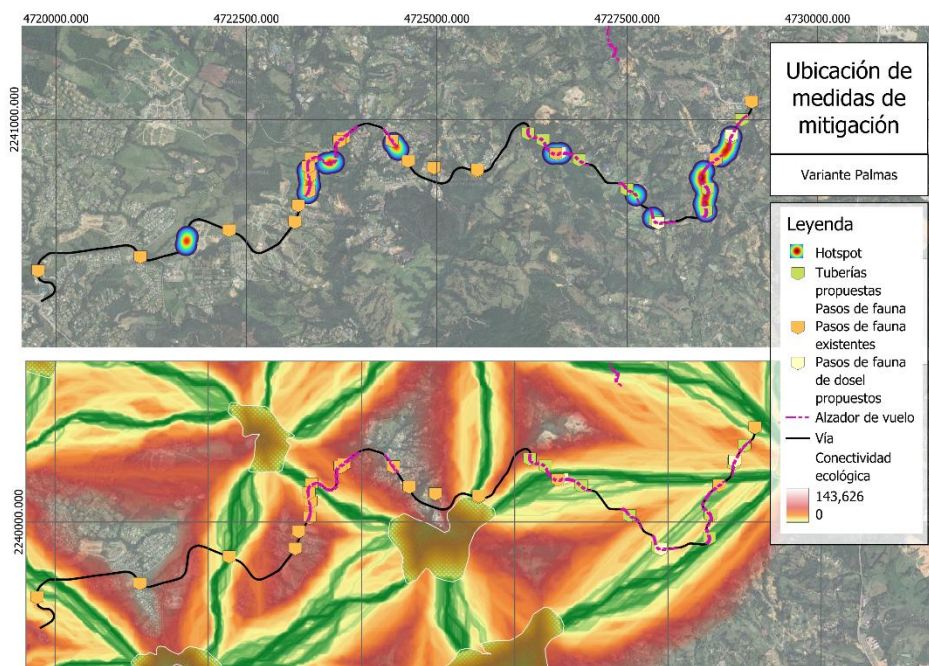 4720000.000
4722500.000
4725000.000
4727500.000
4730000.000
2241000.000
Ubicación de
medidas de
mitigación
Variante Palmas
Leyenda
Hotspot
Tuberías
propuestas
Pasos de fauna
Pasos de fauna
existentes
Pasos de fauna
de dosel
propuestos
Alzador de vuelo
Vía
Conectividad
ecológica
143,626
0
2240000.000